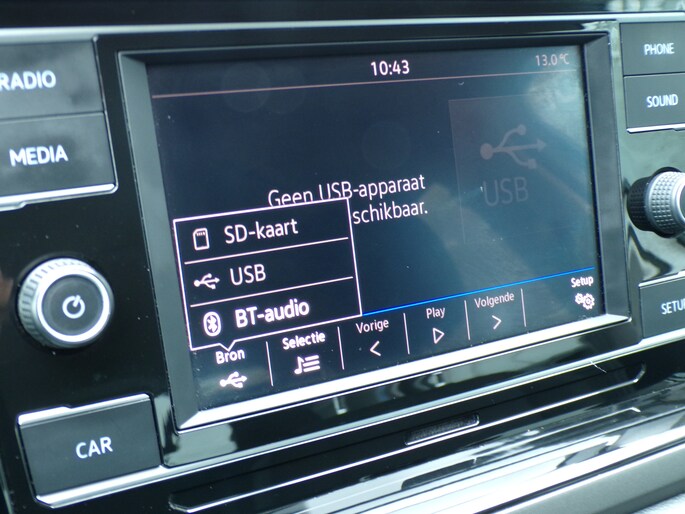 RADIO
MEDIA
CAR
10:43
13.0°C
USB
Geen USB-apparaat
schikbaar.
SD-kaart
USB
BT-audio
Bron
Selectie
Vorige
Play
Volgende
Setup
PHONE
SOUND
SETU